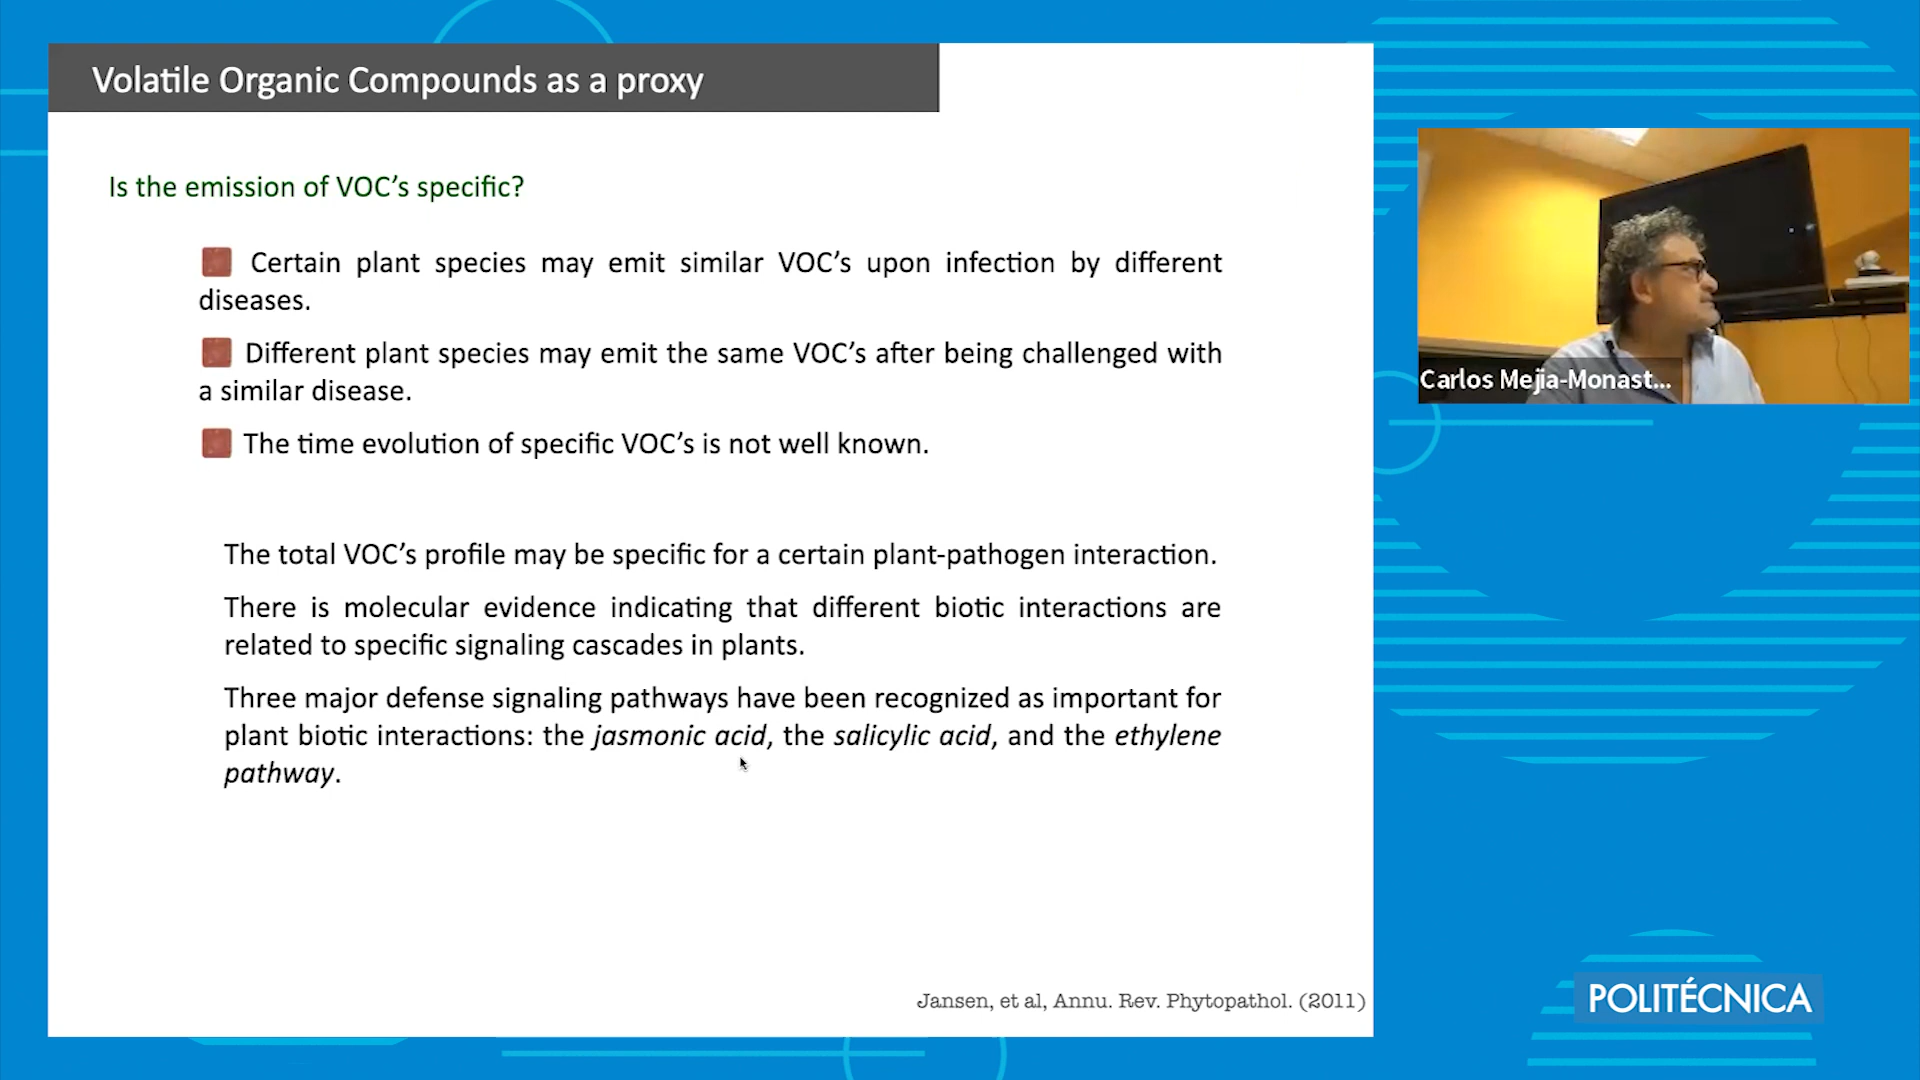 Volatile Organic Compounds as a proxy
Is the emission of VOC's specific?
Certain plant species may emit similar VOC's upon infection by different
diseases.
Different plant species may emit the same VOC's after being challenged with
a similar disease.
The time evolution of specific VOC's is not well known.
The total VOC's profile may be specific for a certain plant-pathogen interaction.
There is molecular evidence indicating that different biotic interactions are
related to specific signaling cascades in plants.
Three major defense signaling pathways have been recognized as important for
plant biotic interactions: the jasmonic acid, the salicylic acid, and the ethylene
pathway.
Jansen, et al, Annu. Rev. Phytopathol. (2011)
Carlos Mejia-Monast...
POLITÉCNICA